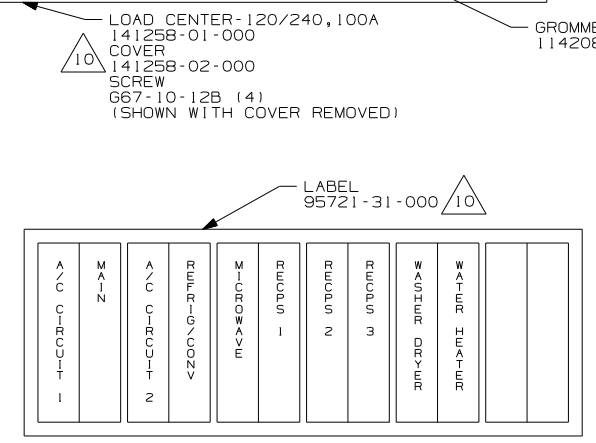 LOAD CENTER-120/240,100A
141258-01-000
COVER
10
141258-02-000
SCREW
G67-10-12B (4)
(SHOWN WITH COVER REMOVED)
GROMME
114208
LABEL
95721-31-000
10
A/C CIRCUIT 1
MAIN
A/C CIRCUIT 2
REFRIG/CONV
MICROWAVE
RECPS 1
RECPS 2
RECPS 3
WASHER DRYER
WATER HEATER